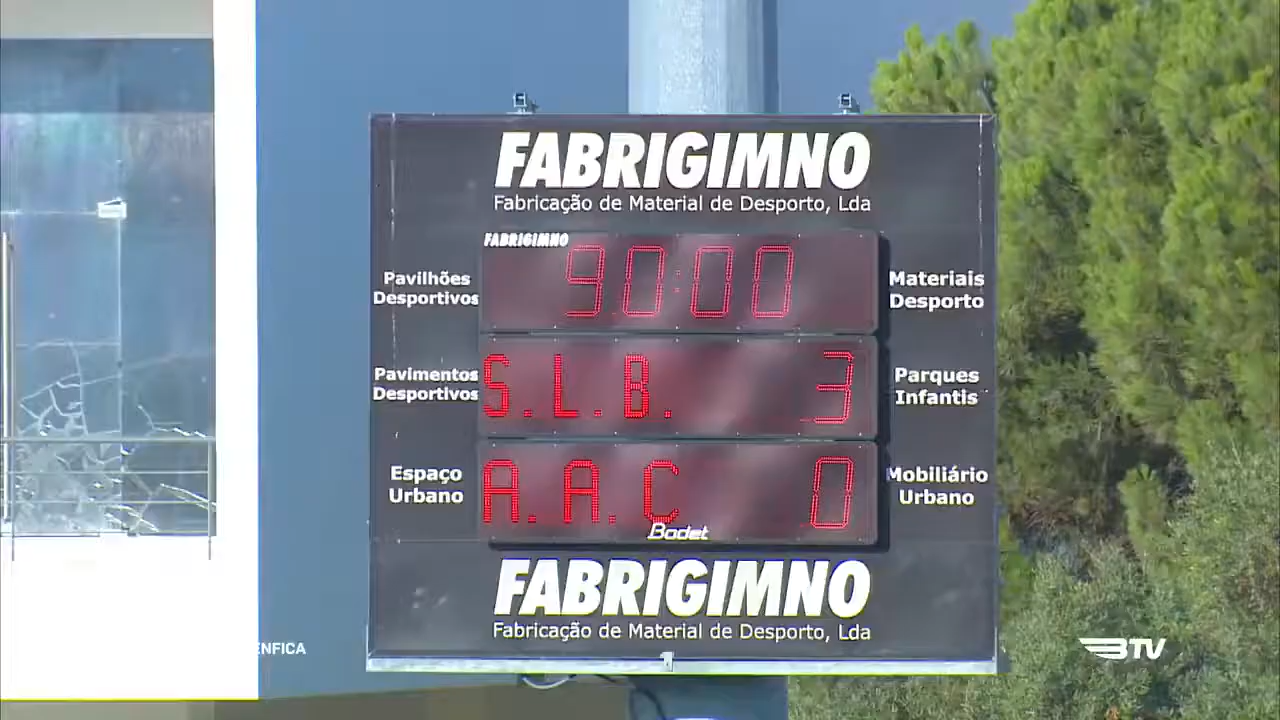 FABRIGIMNO
Fabricação de Material de Desporto, Lda
FABRIGIMNO
90:00
Pavilhões
Desportivos
Materiais
Desporto
S.L.B. 3
Pavimentos
Desportivos
Parques
Infantis
A.A.C 0
Espaço
Urbano
Mobiliário
Urbano
Bodet
FABRIGIMNO
Fabricação de Material de Desporto, Lda
ENFICA
BTV